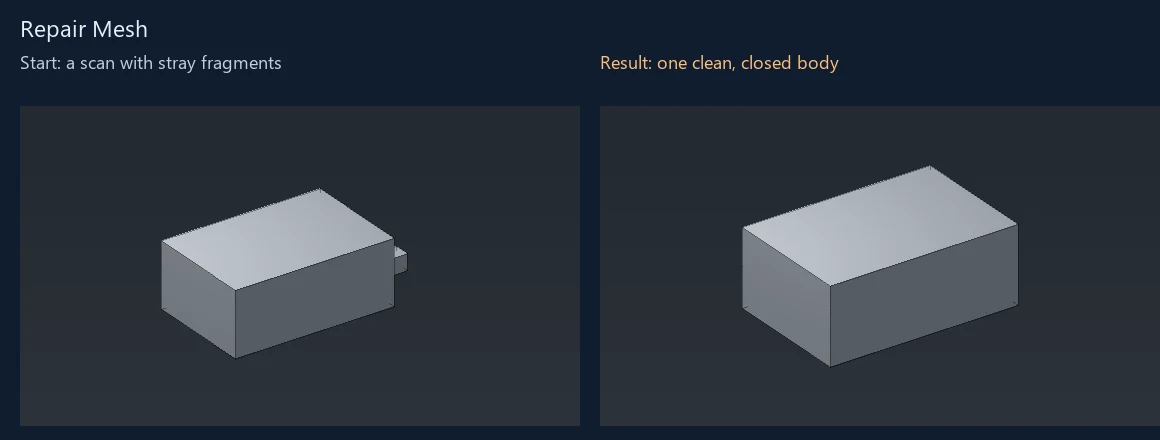 Repair Mesh
Start: a scan with stray fragments
Result: one clean, closed body